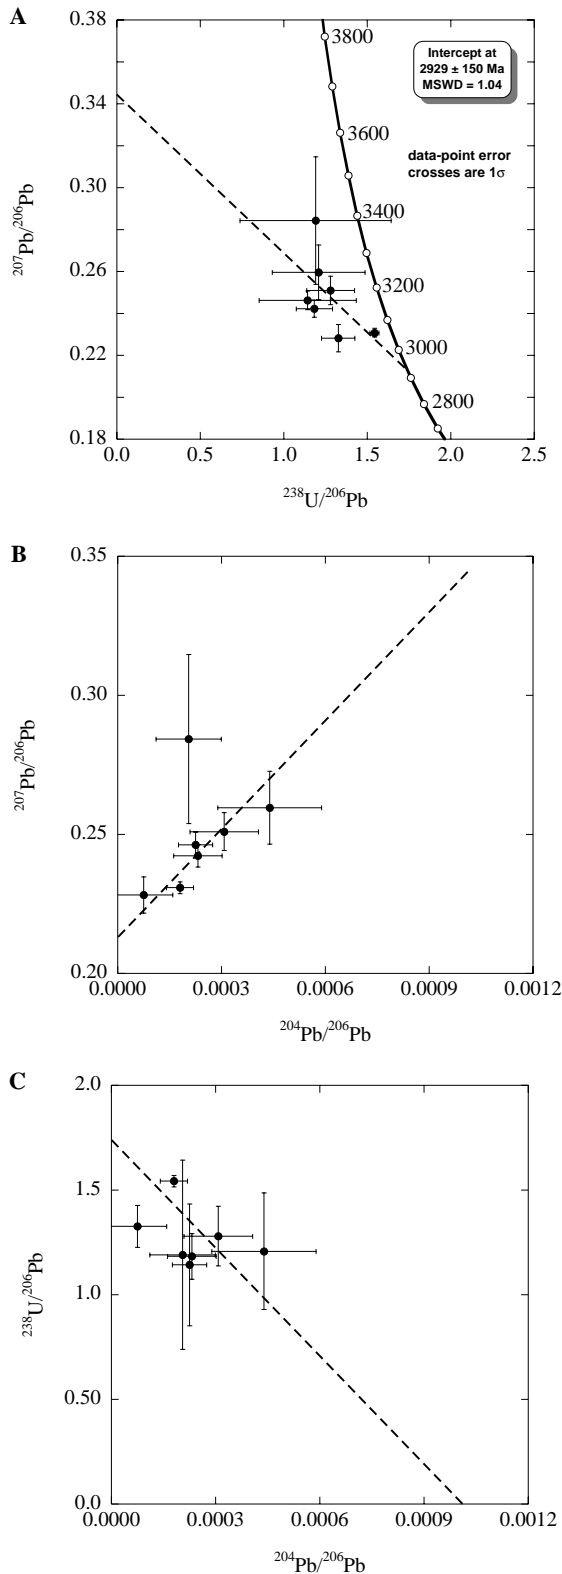 A
0.38
0.34
0.30
0.26
0.22
0.18
207Pb/206Pb
3800
3600
3400
3200
3000
2800
Intercept at
2929 ± 150 Ma
MSWD = 1.04
data-point error
crosses are 1σ
0.0 0.5 1.0 1.5 2.0 2.5
238U/206Pb
B
0.35
0.30
0.25
0.20
207Pb/206Pb
0.0000 0.0003 0.0006 0.0009 0.0012
204Pb/206Pb
C
2.0
1.5
1.0
0.50
0.0
238U/206Pb
0.0000 0.0003 0.0006 0.0009 0.0012
204Pb/206Pb